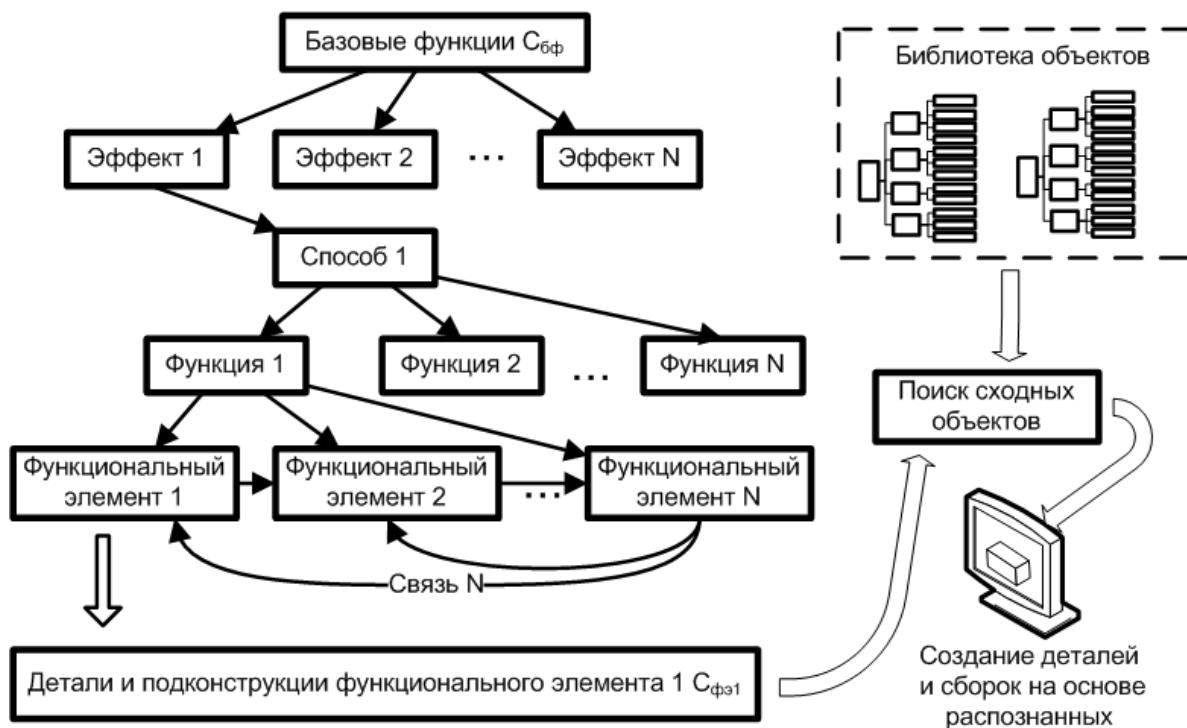 Базовые функции Cбф
Библиотека объектов
Эффект 1
Эффект 2
...
Эффект N
Способ 1
Функция 1
Функция 2
...
Функция N
Поиск сходных
объектов
Функциональный
элемент 1
Функциональный
элемент 2
...
Функциональный
элемент N
Связь N
Детали и подконструкции функционального элемента 1 Cфэ1
Создание деталей
и сборок на основе
распознанных